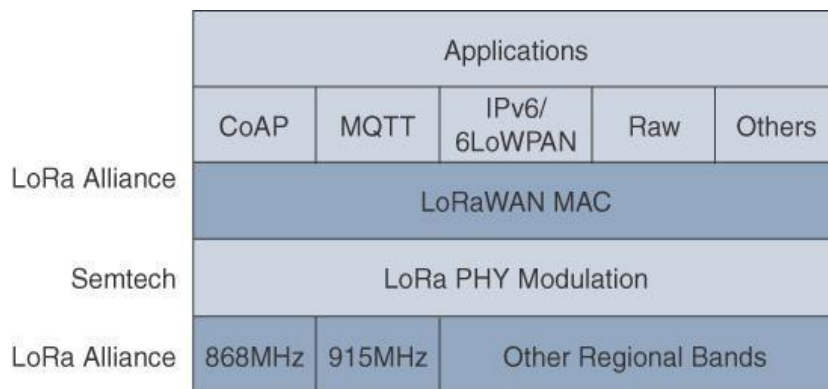 Applications
CoAP MQTT IPv6/
6LoWPAN Raw Others
LoRa Alliance
LoRaWAN MAC
Semtech LoRa PHY Modulation
LoRa Alliance 868MHz 915MHz Other Regional Bands